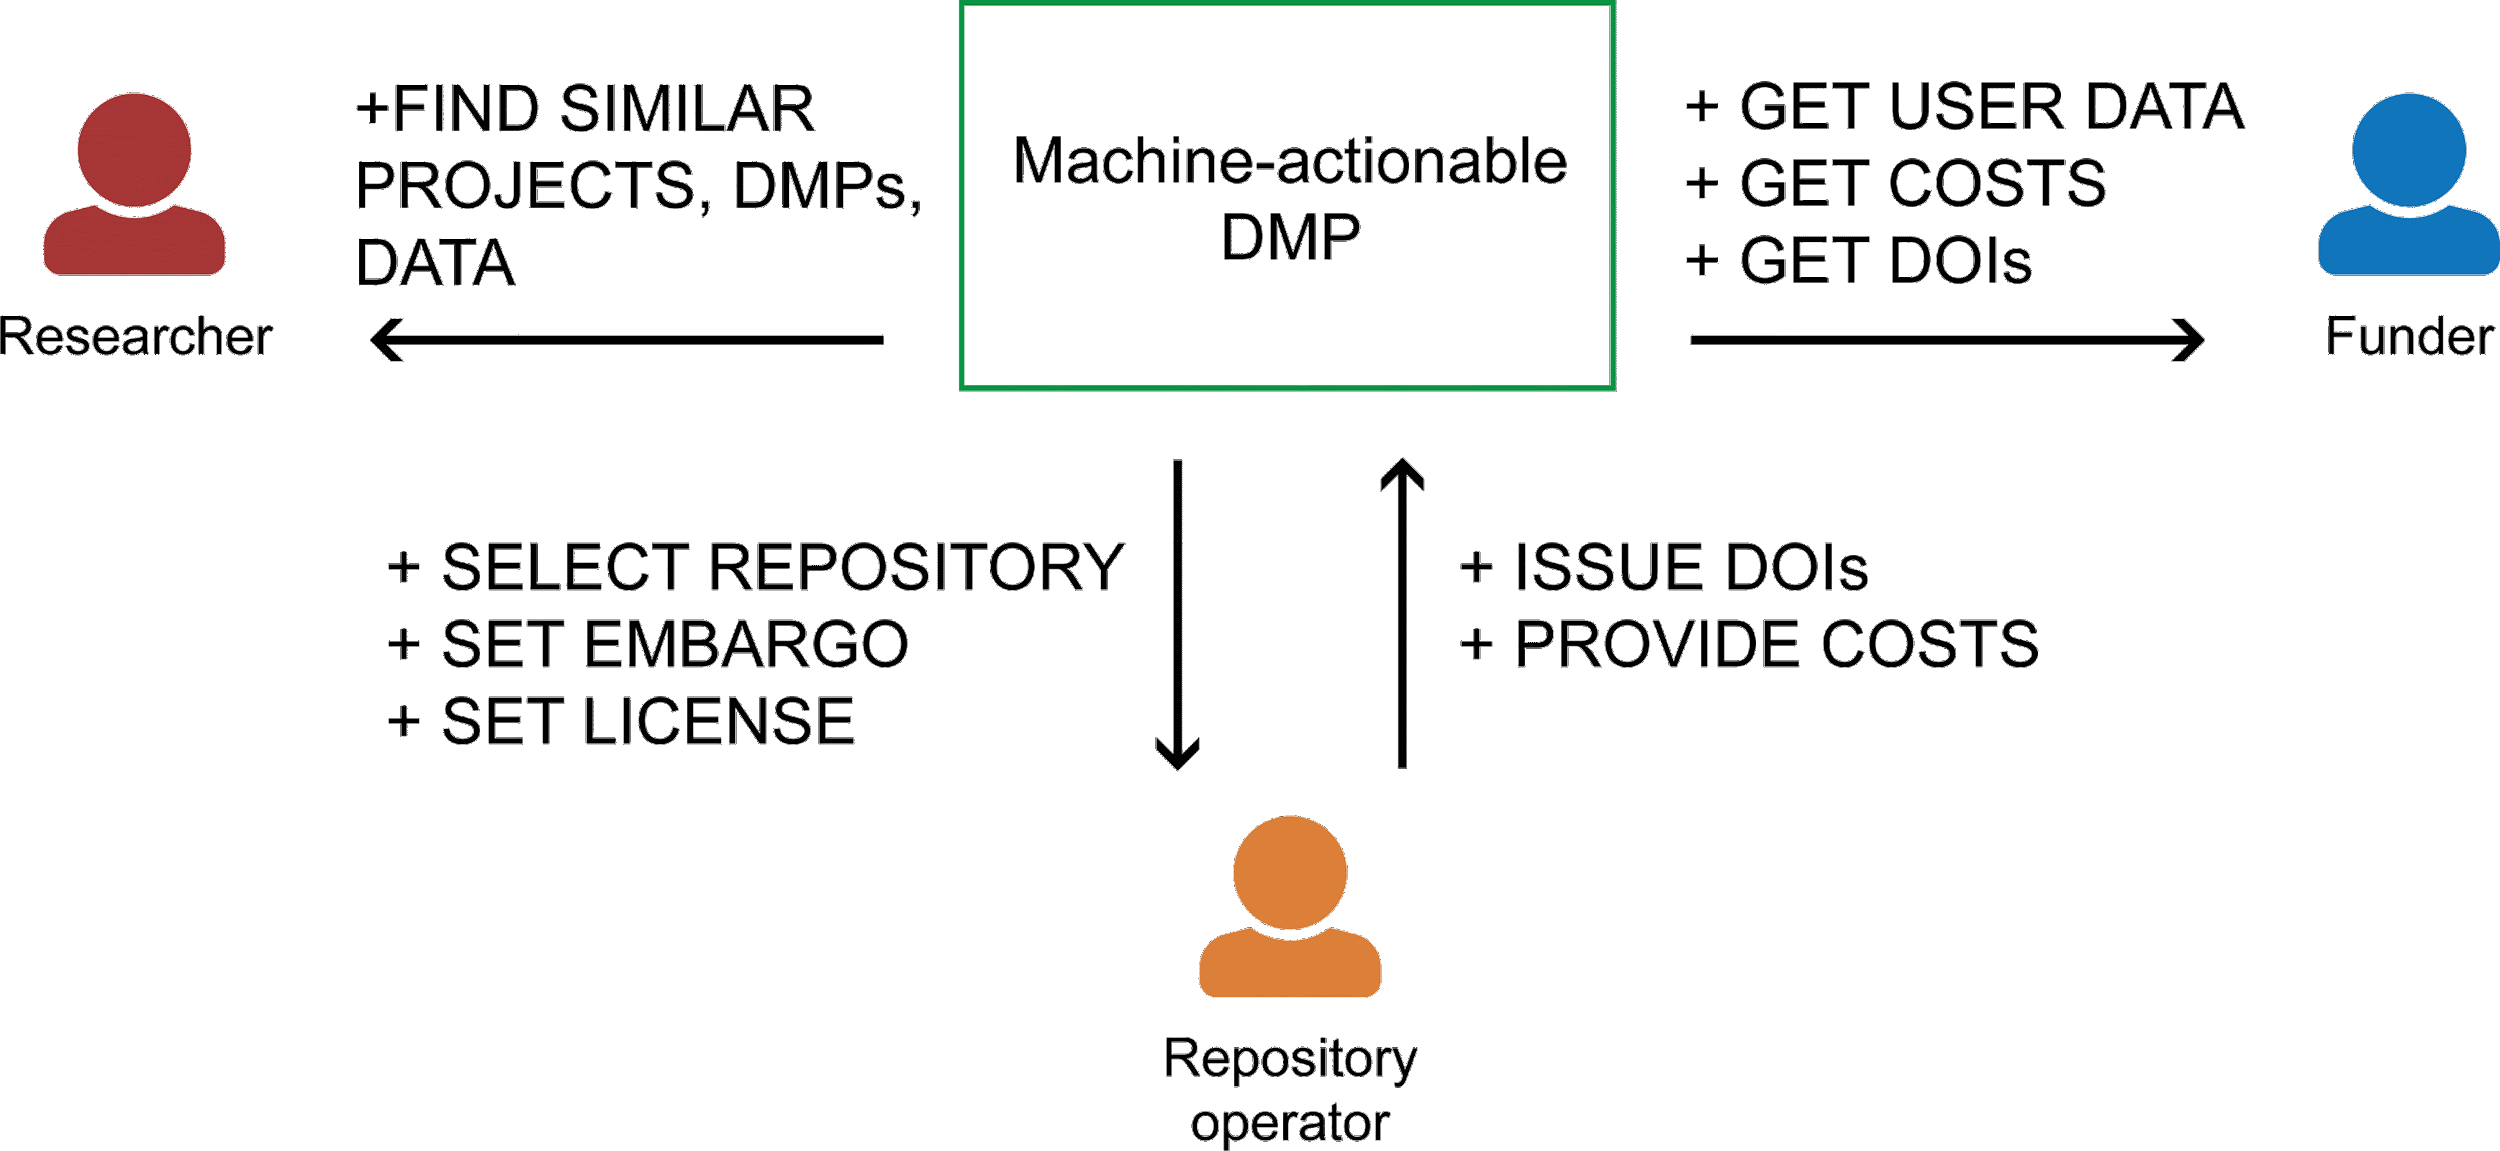 +FIND SIMILAR
PROJECTS, DMPs,
DATA
Researcher
Machine-actionable
DMP
+ GET USER DATA
+ GET COSTS
+ GET DOIs
Funder
+ SELECT REPOSITORY
+ SET EMBARGO
+ SET LICENSE
+ ISSUE DOIs
+ PROVIDE COSTS
Repository
operator